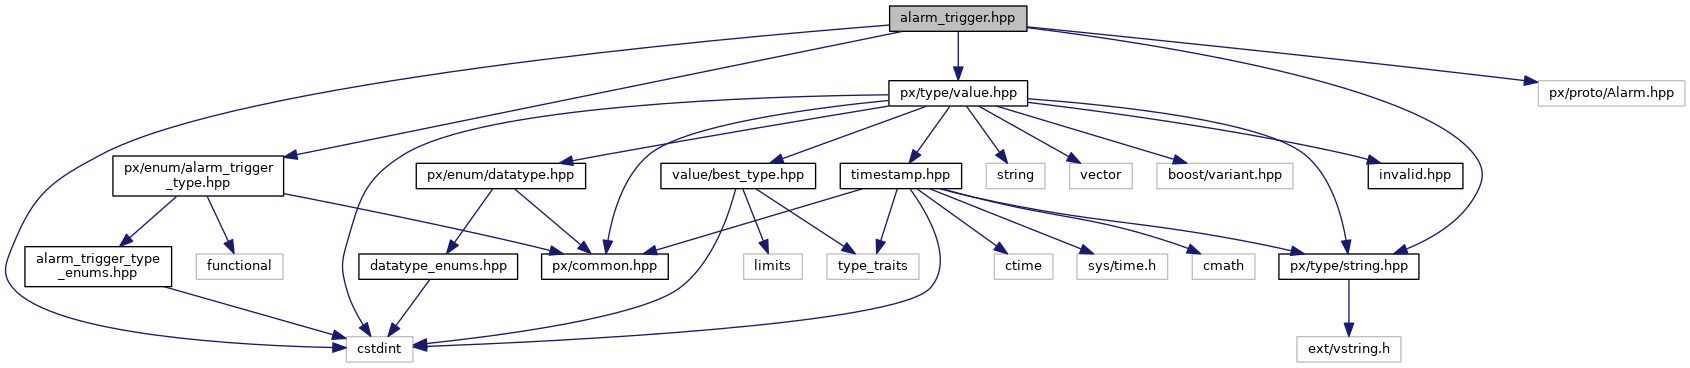 alarm_trigger.hpp
px/type/value.hpp
px/proto/Alarm.hpp
px/enum/alarm_trigger
_type.hpp
px/enum/datatype.hpp
value/best_type.hpp
timestamp.hpp
string
vector
boost/variant.hpp
invalid.hpp
alarm_trigger_type
_enums.hpp
functional
datatype_enums.hpp
px/common.hpp
limits
type_traits
ctime
sys/time.h
cmath
px/type/string.hpp
cstdint
ext/vstring.h